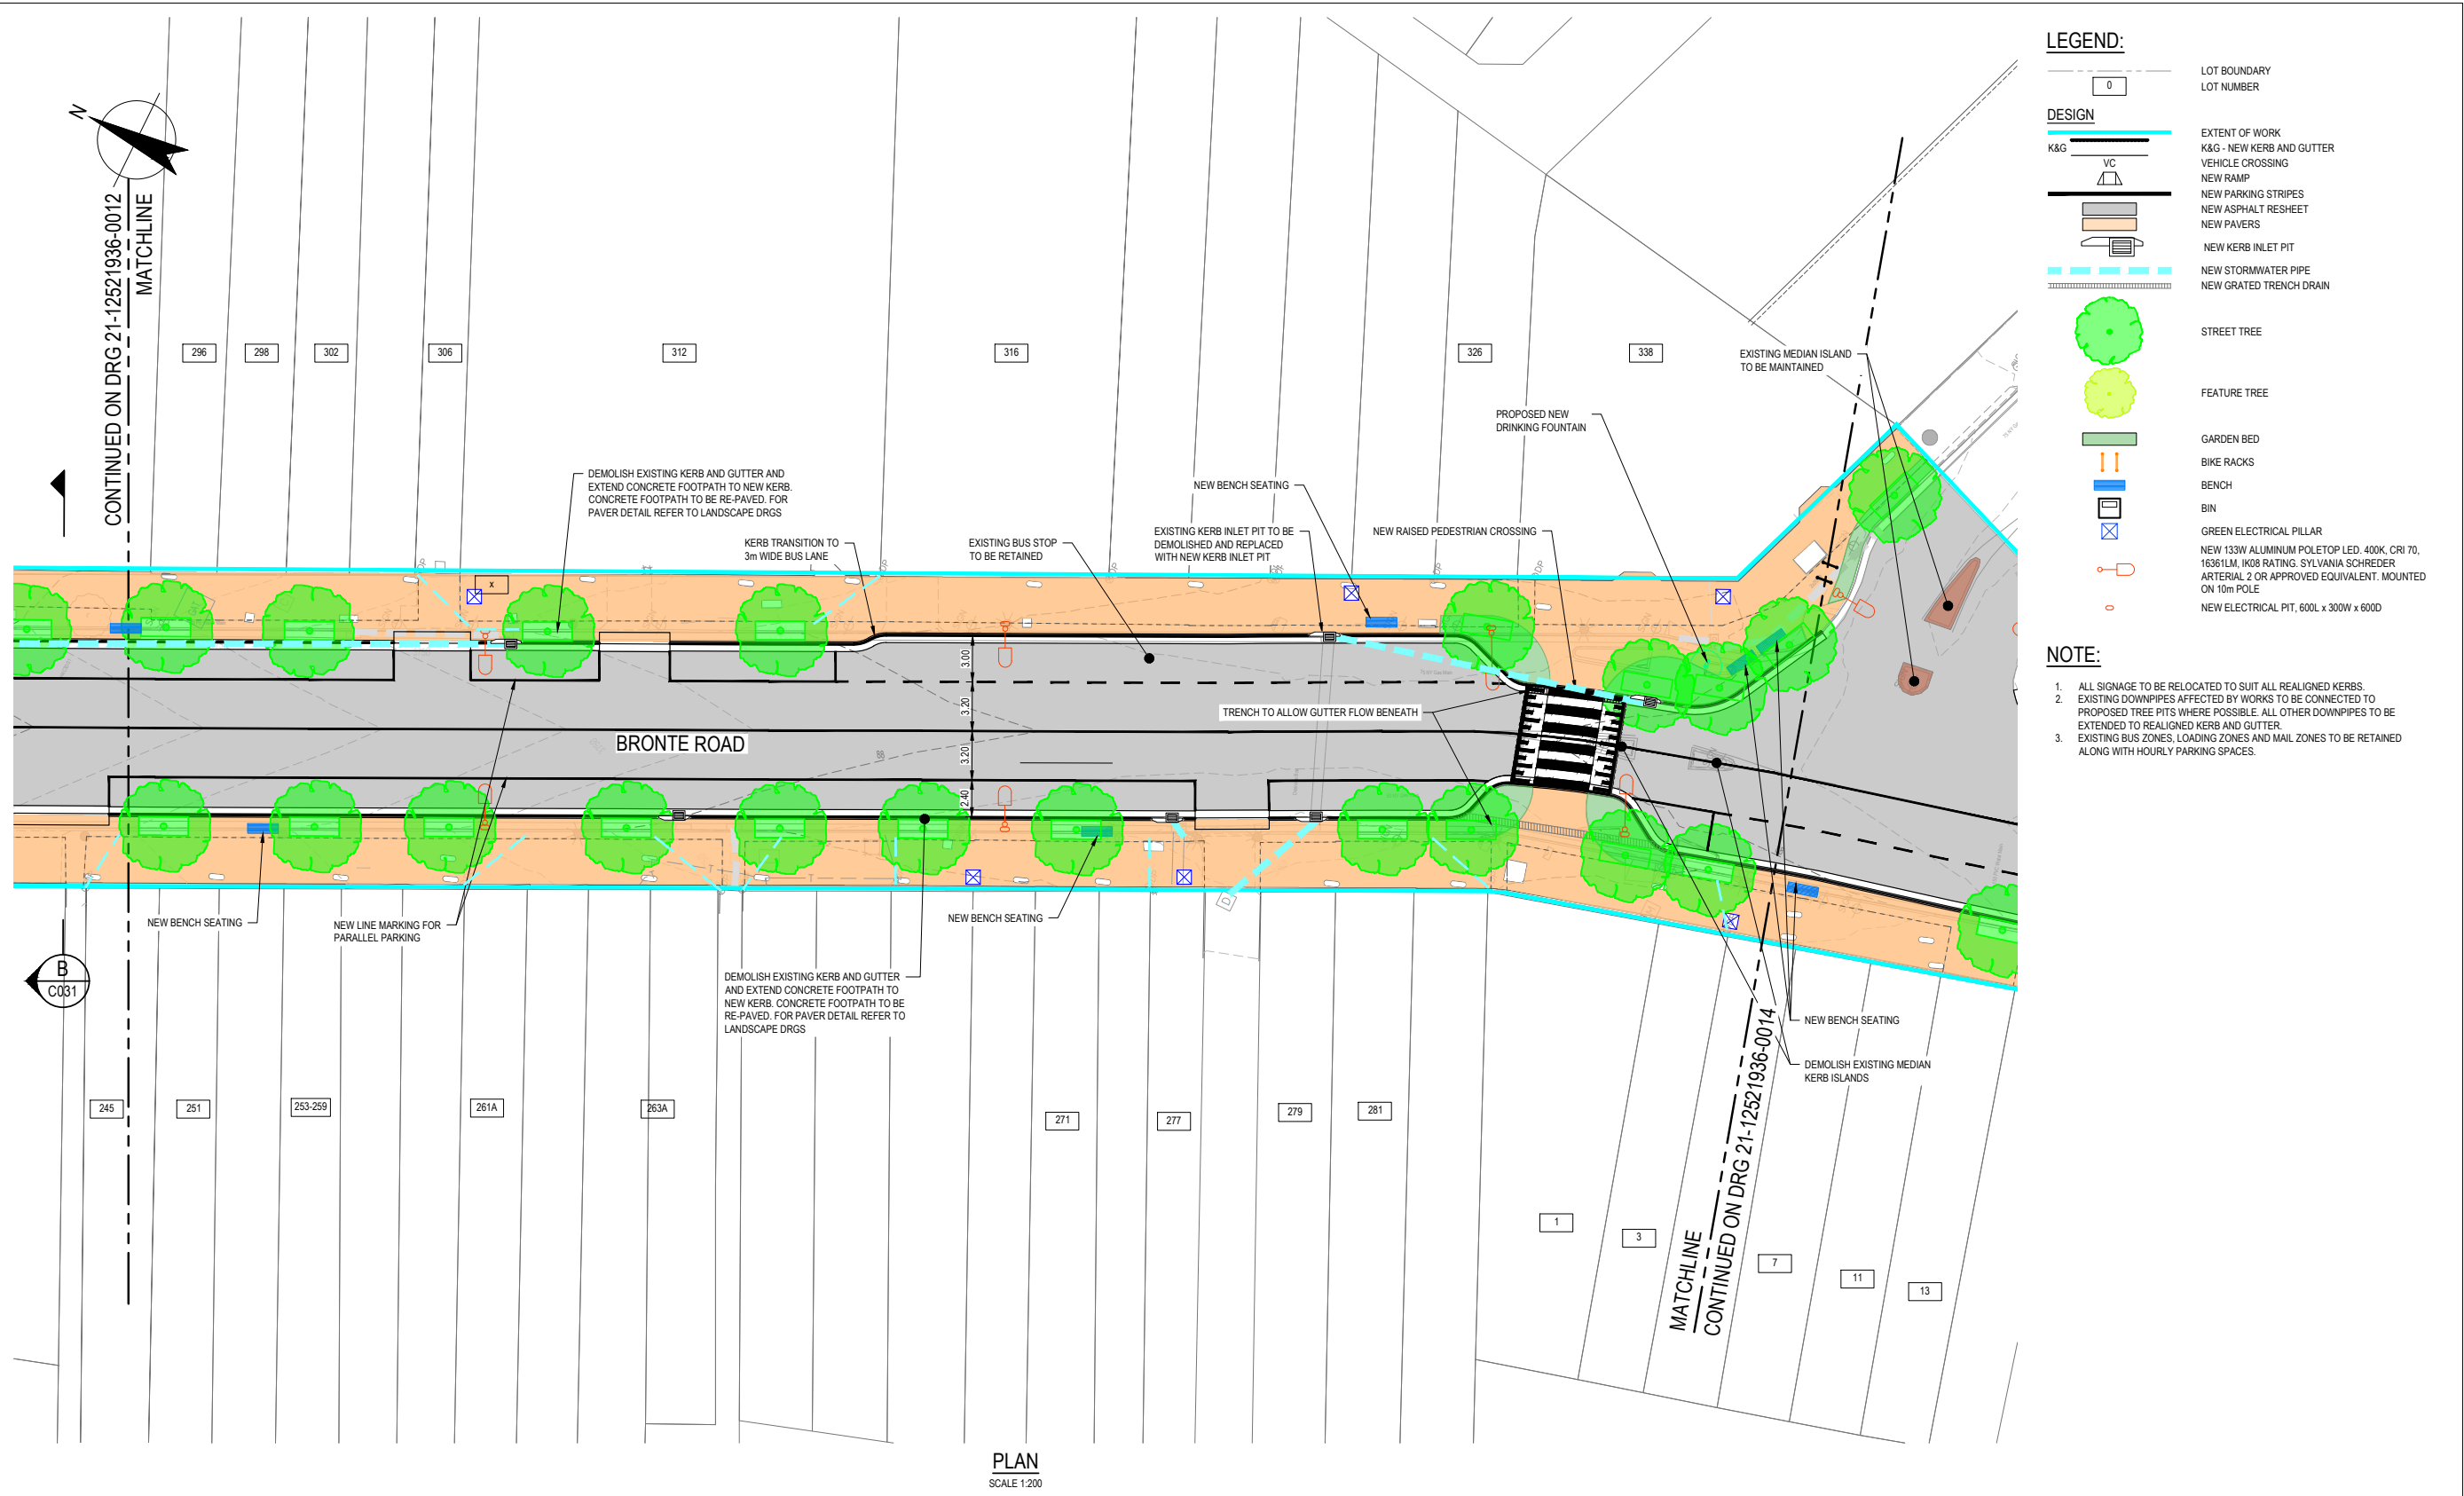 N
CONTINUED ON DRG 21-12521936-0012
MATCHLINE
296
298
302
306
312
316
326
338
EXISTING MEDIAN ISLAND
TO BE MAINTAINED
PROPOSED NEW
DRINKING FOUNTAIN
DEMOLISH EXISTING KERB AND GUTTER AND
EXTEND CONCRETE FOOTPATH TO NEW KERB.
CONCRETE FOOTPATH TO BE RE-PAVED. FOR
PAVER DETAIL REFER TO LANDSCAPE DRGS
KERB TRANSITION TO
3m WIDE BUS LANE
EXISTING BUS STOP
TO BE RETAINED
NEW BENCH SEATING
EXISTING KERB INLET PIT TO BE
DEMOLISHED AND REPLACED
WITH NEW KERB INLET PIT
NEW RAISED PEDESTRIAN CROSSING
x
3.00
3.20
3.20
2.40
TRENCH TO ALLOW GUTTER FLOW BENEATH
BRONTE ROAD
NEW BENCH SEATING
NEW LINE MARKING FOR
PARALLEL PARKING
NEW BENCH SEATING
DEMOLISH EXISTING KERB AND GUTTER
AND EXTEND CONCRETE FOOTPATH TO
NEW KERB. CONCRETE FOOTPATH TO BE
RE-PAVED. FOR PAVER DETAIL REFER TO
LANDSCAPE DRGS
B
C031
NEW BENCH SEATING
DEMOLISH EXISTING MEDIAN
KERB ISLANDS
245
251
253-259
261A
263A
271
277
279
281
1
3
7
11
13
MATCHLINE
CONTINUED ON DRG 21-12521936-0014
PLAN
SCALE 1:200
LEGEND:
LOT BOUNDARY
0 LOT NUMBER
DESIGN
EXTENT OF WORK
K&G K&G - NEW KERB AND GUTTER
VC VEHICLE CROSSING
NEW RAMP
NEW PARKING STRIPES
NEW ASPHALT RESHEET
NEW PAVERS
NEW KERB INLET PIT
NEW STORMWATER PIPE
NEW GRATED TRENCH DRAIN
STREET TREE
FEATURE TREE
GARDEN BED
BIKE RACKS
BENCH
BIN
GREEN ELECTRICAL PILLAR
NEW 133W ALUMINUM POLETOP LED. 400K, CRI 70,
16361LM, IK08 RATING. SYLVANIA SCHREDER
ARTERIAL 2 OR APPROVED EQUIVALENT. MOUNTED
ON 10m POLE
NEW ELECTRICAL PIT, 600L x 300W x 600D
NOTE:
1. ALL SIGNAGE TO BE RELOCATED TO SUIT ALL REALIGNED KERBS.
2. EXISTING DOWNPIPES AFFECTED BY WORKS TO BE CONNECTED TO
PROPOSED TREE PITS WHERE POSSIBLE. ALL OTHER DOWNPIPES TO BE
EXTENDED TO REALIGNED KERB AND GUTTER.
3. EXISTING BUS ZONES, LOADING ZONES AND MAIL ZONES TO BE RETAINED
ALONG WITH HOURLY PARKING SPACES.